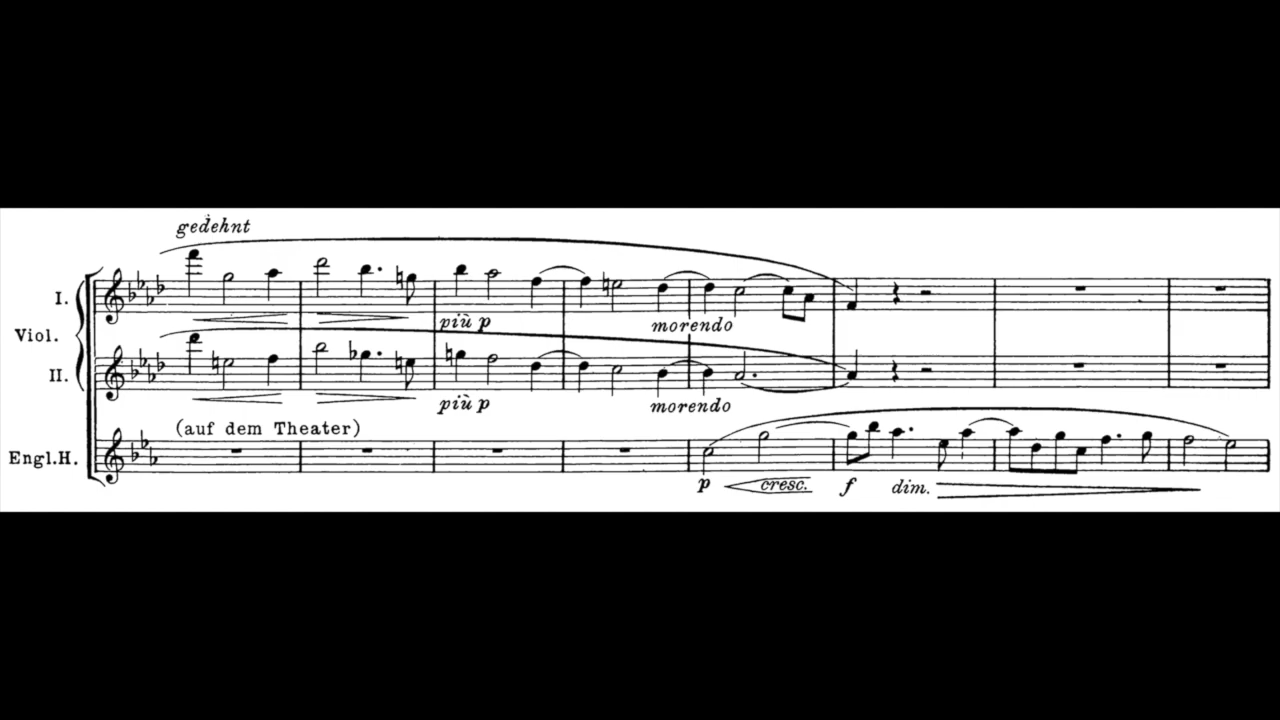 gedehnt
I.
più p
morendo
Viol.
II.
più p
morendo
(auf dem Theater)
Engl.H.
p cresc. f dim.